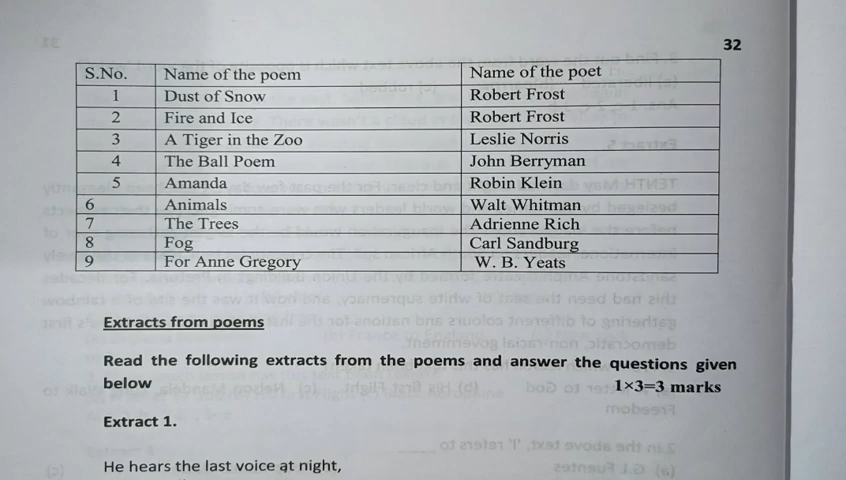 32
S.No. Name of the poem Name of the poet
1 Dust of Snow Robert Frost
2 Fire and Ice Robert Frost
3 A Tiger in the Zoo Leslie Norris
4 The Ball Poem John Berryman
5 Amanda Robin Klein
6 Animals Walt Whitman
7 The Trees Adrienne Rich
8 Fog Carl Sandburg
9 For Anne Gregory W. B. Yeats
Extracts from poems
Read the following extracts from the poems and answer the questions given
below 1×3=3 marks
Extract 1.
He hears the last voice at night,